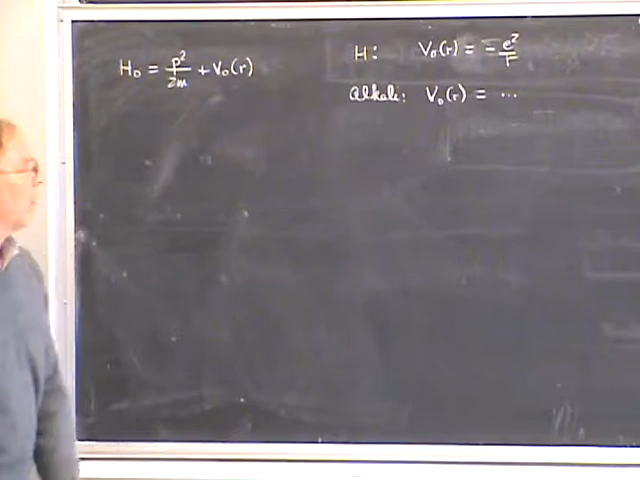 H₀ = p²/2m + V₀(r)
H: V₀(r) = - e²/r
Alkali: V₀(r) = ...